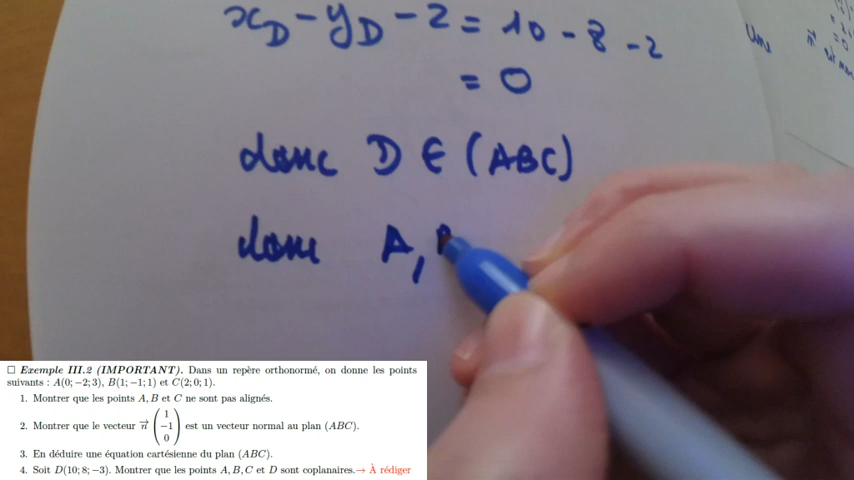 x_D - y_D - 2 = 10 - 8 - 2
= 0
donc D ∈ (ABC)
donc A,
Une
□ Exemple III.2 (IMPORTANT). Dans un repère orthonormé, on donne les points
suivants : A(0; −2; 3), B(1; −1; 1) et C(2; 0; 1).
1. Montrer que les points A, B et C ne sont pas alignés.
2. Montrer que le vecteur n⃗ (1 −1 0) est un vecteur normal au plan (ABC).
3. En déduire une équation cartésienne du plan (ABC).
4. Soit D(10; 8; −3). Montrer que les points A, B, C et D sont coplanaires.→ À rédiger